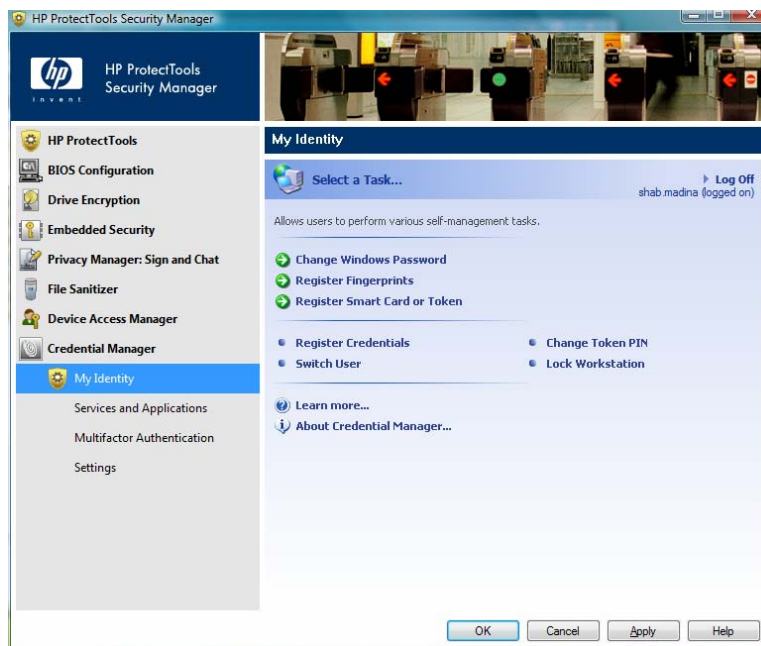 HP ProtectTools Security Manager
hp
invent
HP ProtectTools
Security Manager
HP ProtectTools
BIOS Configuration
Drive Encryption
Embedded Security
Privacy Manager: Sign and Chat
File Sanitizer
Device Access Manager
Credential Manager
My Identity
Services and Applications
Multifactor Authentication
Settings
My Identity
Select a Task...
Log Off
shab.madina (logged on)
Allows users to perform various self-management tasks.
Change Windows Password
Register Fingerprints
Register Smart Card or Token
Register Credentials
Change Token PIN
Switch User
Lock Workstation
Learn more...
About Credential Manager...
OK
Cancel
Apply
Help